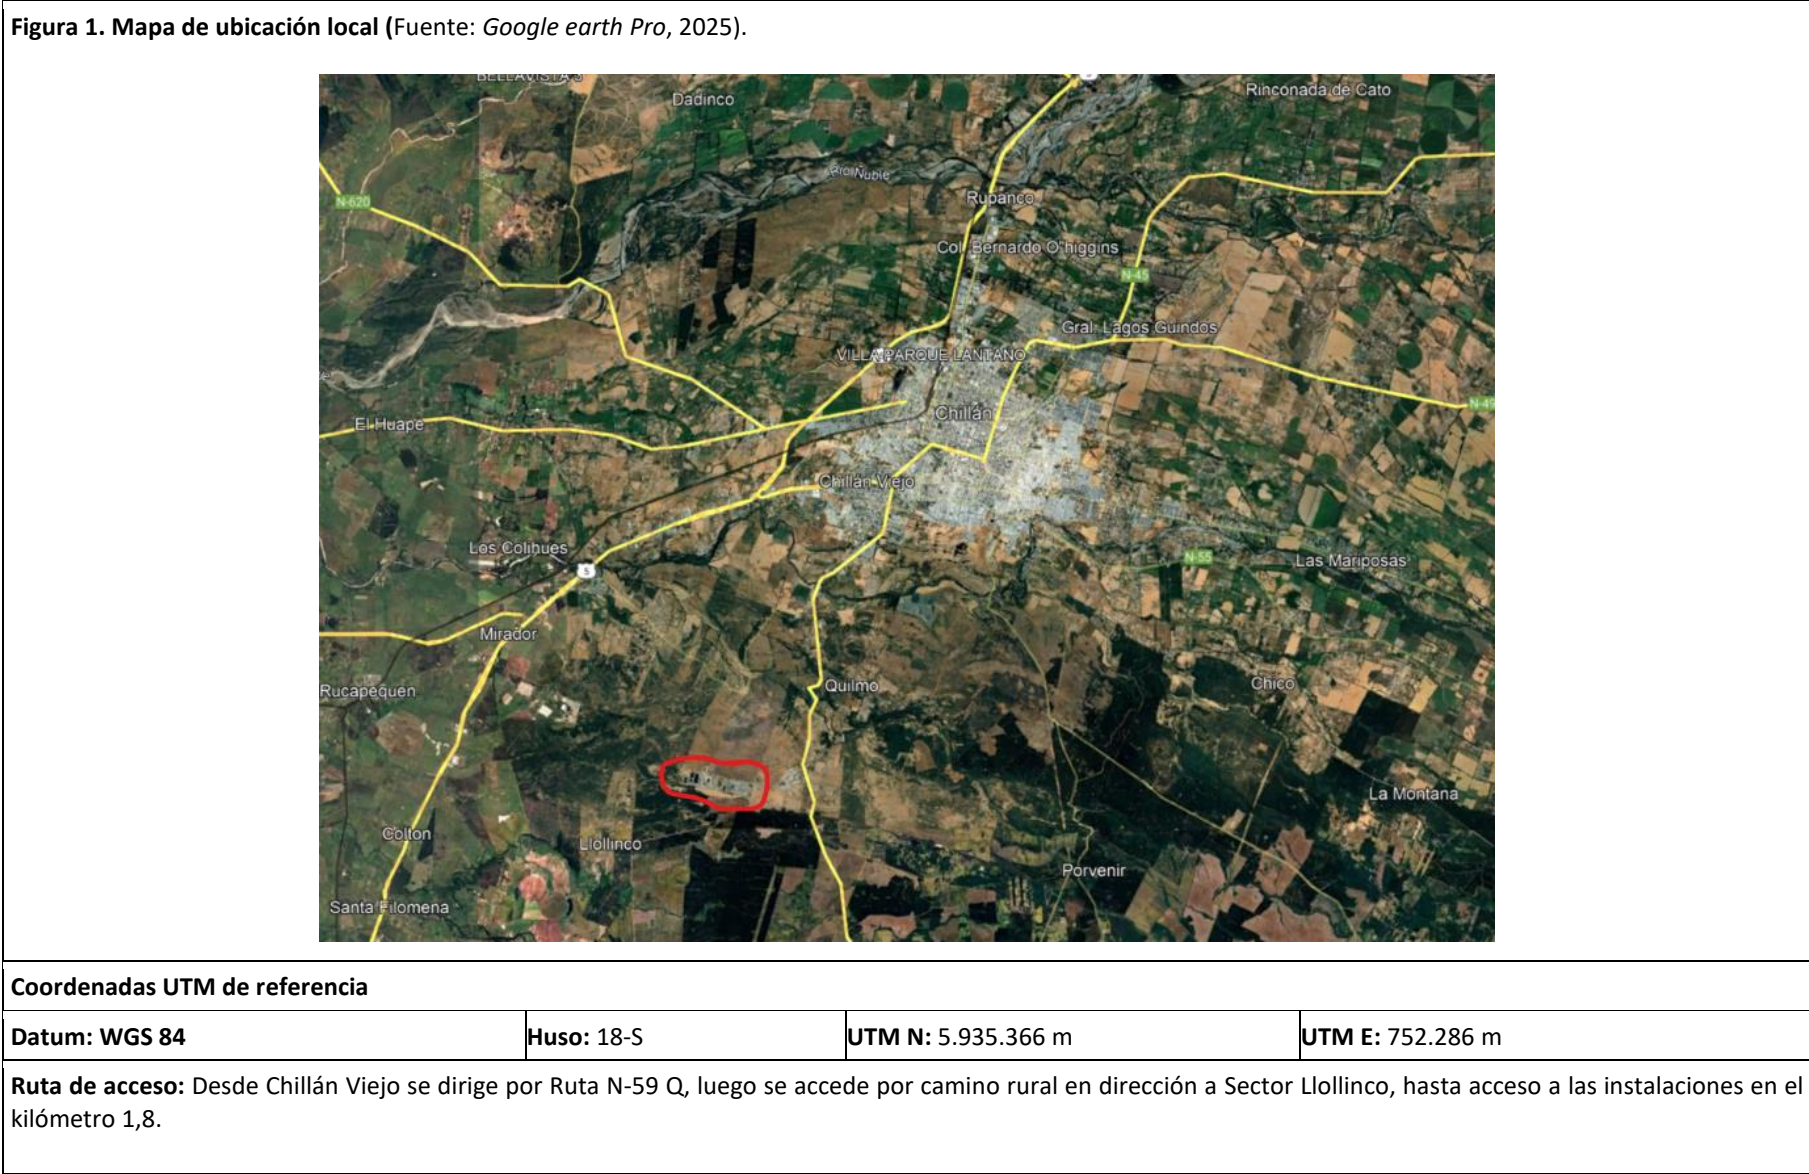 Figura 1. Mapa de ubicación local (Fuente: Google earth Pro, 2025).
BELLAVISTA 3
Dadinco
Rinconada de Cato
Río Ñuble
N-620
Rupanco
Col. Bernardo O'higgins
N-45
Gral. Lagos Guindos
VILLA PARQUE LANTANO
N-49
Chillán
El Huape
Chillán Viejo
Los Colihues
N-55
Las Mariposas
5
Mirador
Rucapequen
Quilmo
Chico
La Montana
Colton
Llollinco
Porvenir
Santa Filomena
Coordenadas UTM de referencia
Datum: WGS 84 Huso: 18-S UTM N: 5.935.366 m UTM E: 752.286 m
Ruta de acceso: Desde Chillán Viejo se dirige por Ruta N-59 Q, luego se accede por camino rural en dirección a Sector Llollinco, hasta acceso a las instalaciones en el
kilómetro 1,8.